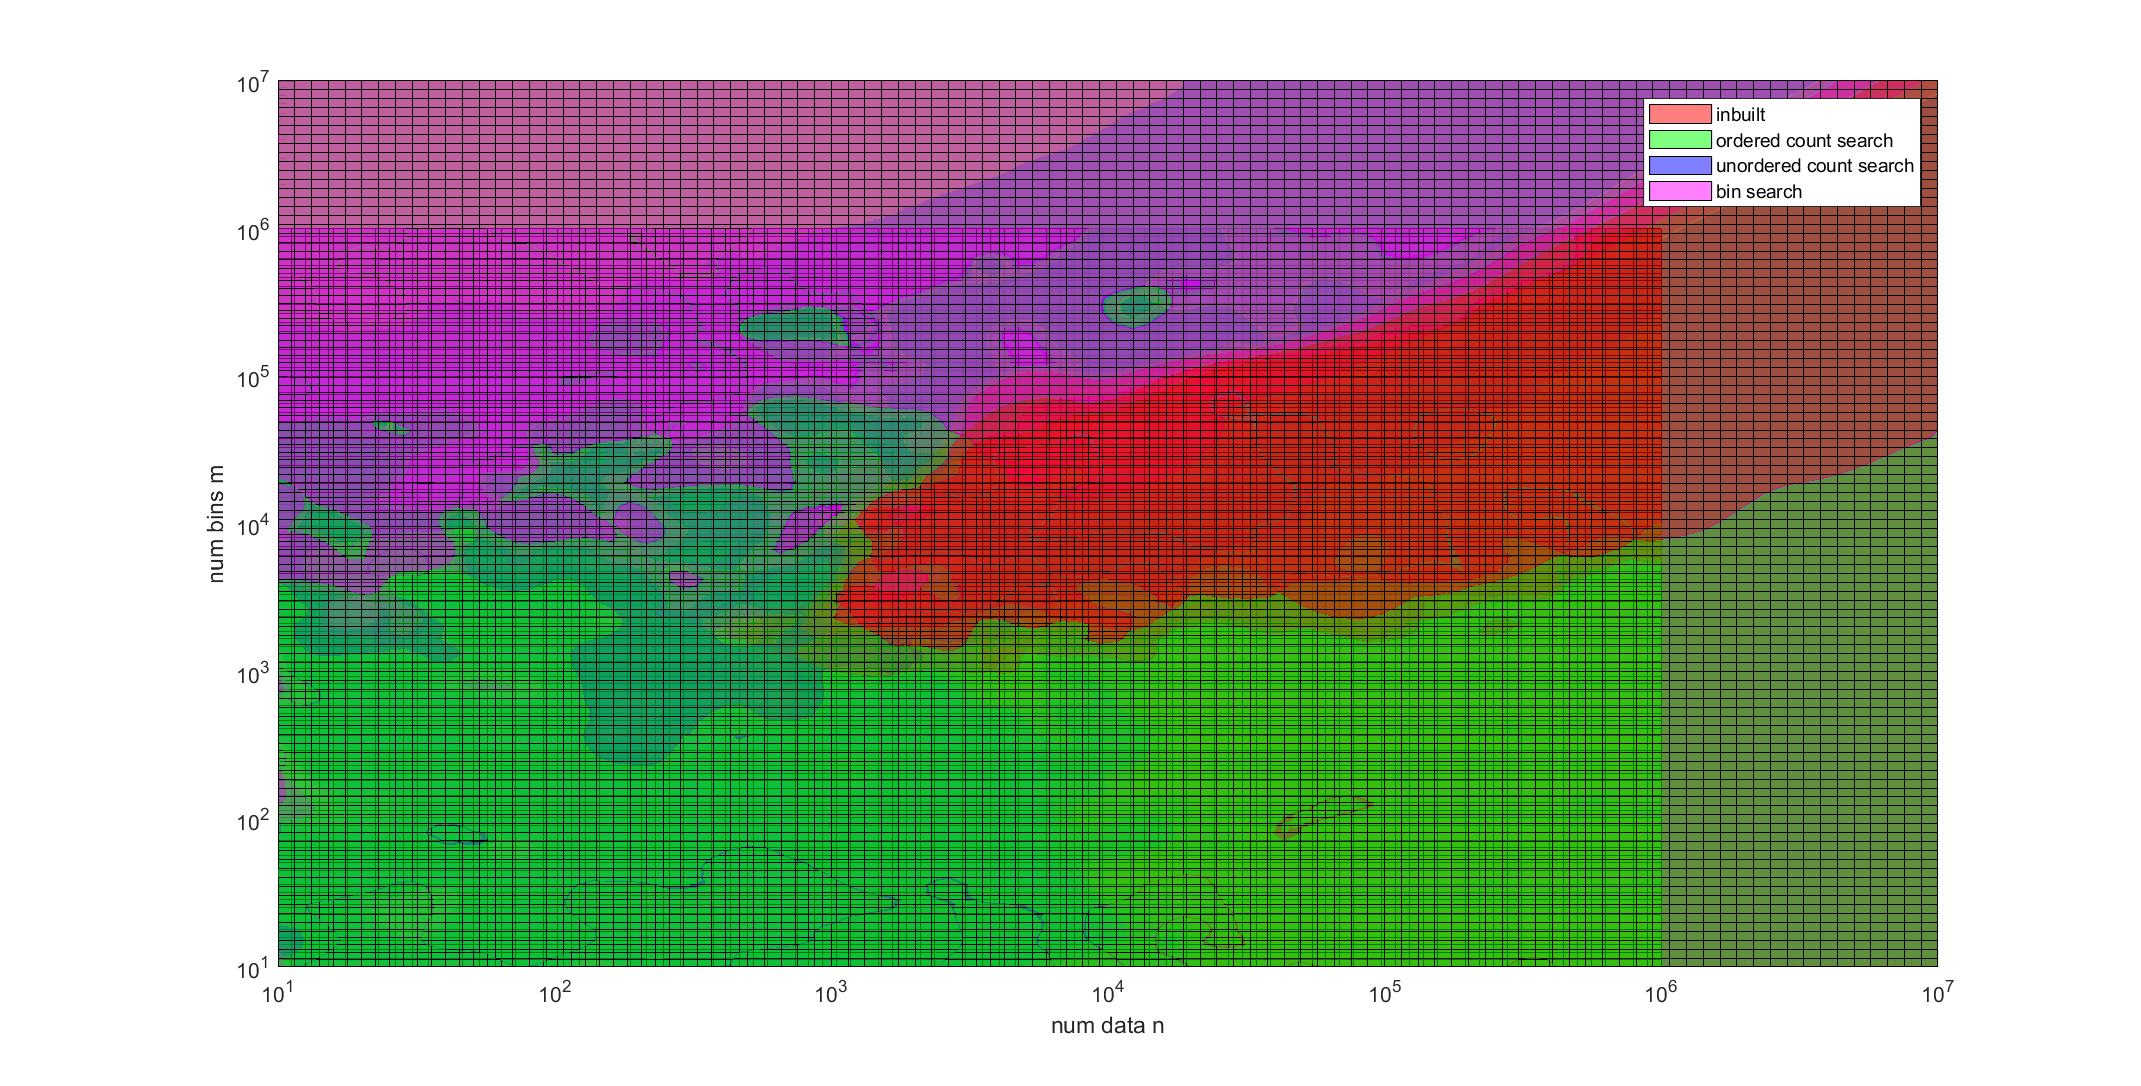 10^7
10^6
10^5
10^4
10^3
10^2
10^1
num bins m
inbuilt
ordered count search
unordered count search
bin search
10^1 10^2 10^3 10^4 10^5 10^6 10^7
num data n